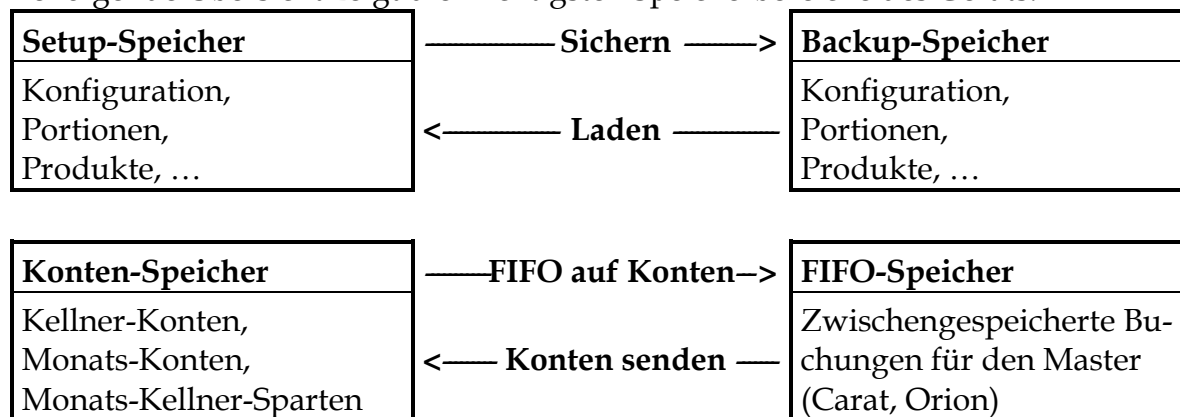 Setup-Speicher ————— Sichern ———> Backup-Speicher
Konfiguration, Konfiguration,
Portionen, <————— Laden ————— Portionen,
Produkte, … Produkte, …
Konten-Speicher ———FIFO auf Konten—> FIFO-Speicher
Kellner-Konten, Zwischengespeicherte Bu-
Monats-Konten, <——— Konten senden —— chungen für den Master
Monats-Kellner-Sparten (Carat, Orion)